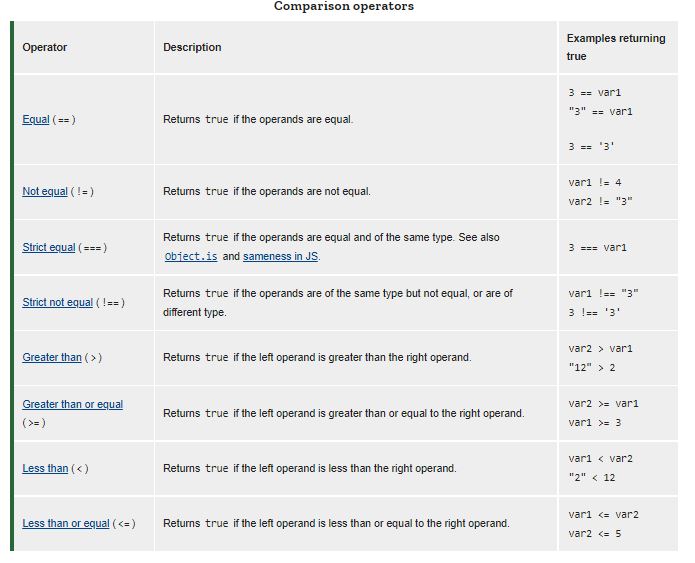 Comparison operators
Operator Description Examples returning
true
Equal ( == ) Returns true if the operands are equal. 3 == var1
"3" == var1
3 == '3'
Not equal ( != ) Returns true if the operands are not equal. var1 != 4
var2 != "3"
Strict equal ( === ) Returns true if the operands are equal and of the same type. See also
Object.is and sameness in JS. 3 === var1
Strict not equal ( !== ) Returns true if the operands are of the same type but not equal, or are of
different type. var1 !== "3"
3 !== '3'
Greater than ( > ) Returns true if the left operand is greater than the right operand. var2 > var1
"12" > 2
Greater than or equal
( >= ) Returns true if the left operand is greater than or equal to the right operand. var2 >= var1
var1 >= 3
Less than ( < ) Returns true if the left operand is less than the right operand. var1 < var2
"2" < 12
Less than or equal ( <= ) Returns true if the left operand is less than or equal to the right operand. var1 <= var2
var2 <= 5